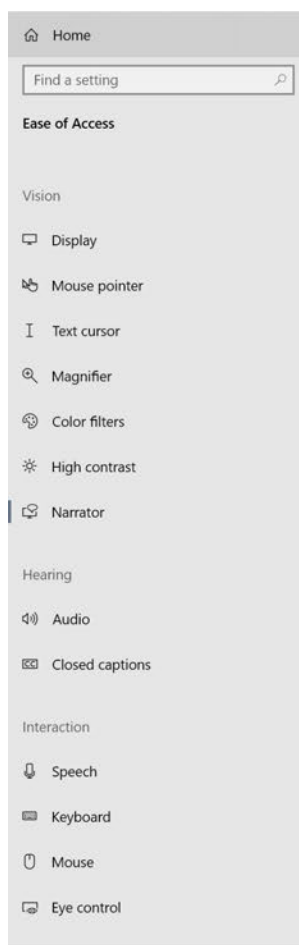 Home
Find a setting
Ease of Access
Vision
Display
Mouse pointer
Text cursor
Magnifier
Color filters
High contrast
Narrator
Hearing
Audio
Closed captions
Interaction
Speech
Keyboard
Mouse
Eye control